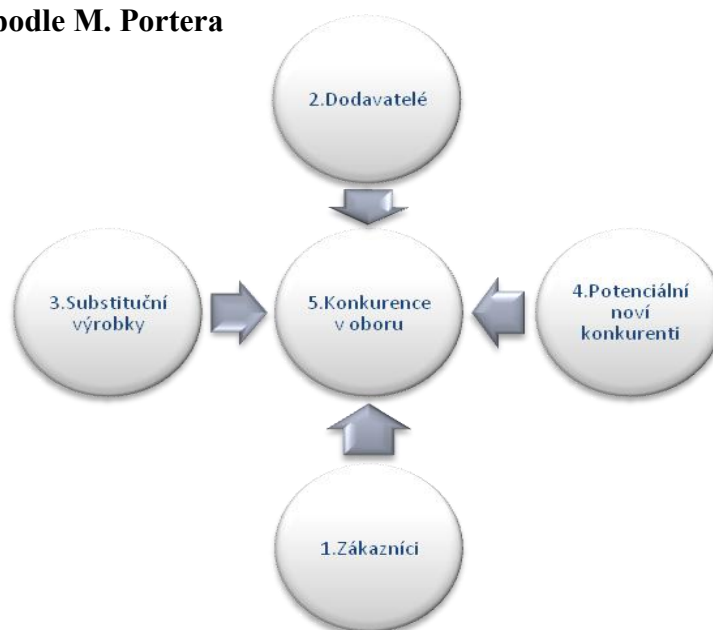 podle M. Portera
2.Dodavatelé
3.Substituční
výrobky
5.Konkurence
v oboru
4.Potenciální
noví
konkurenti
1.Zákazníci